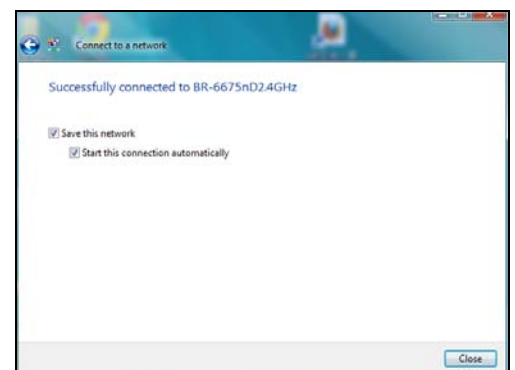 Connect to a network
Successfully connected to BR-6675nD2.4GHz
Save this network
Start this connection automatically
Close